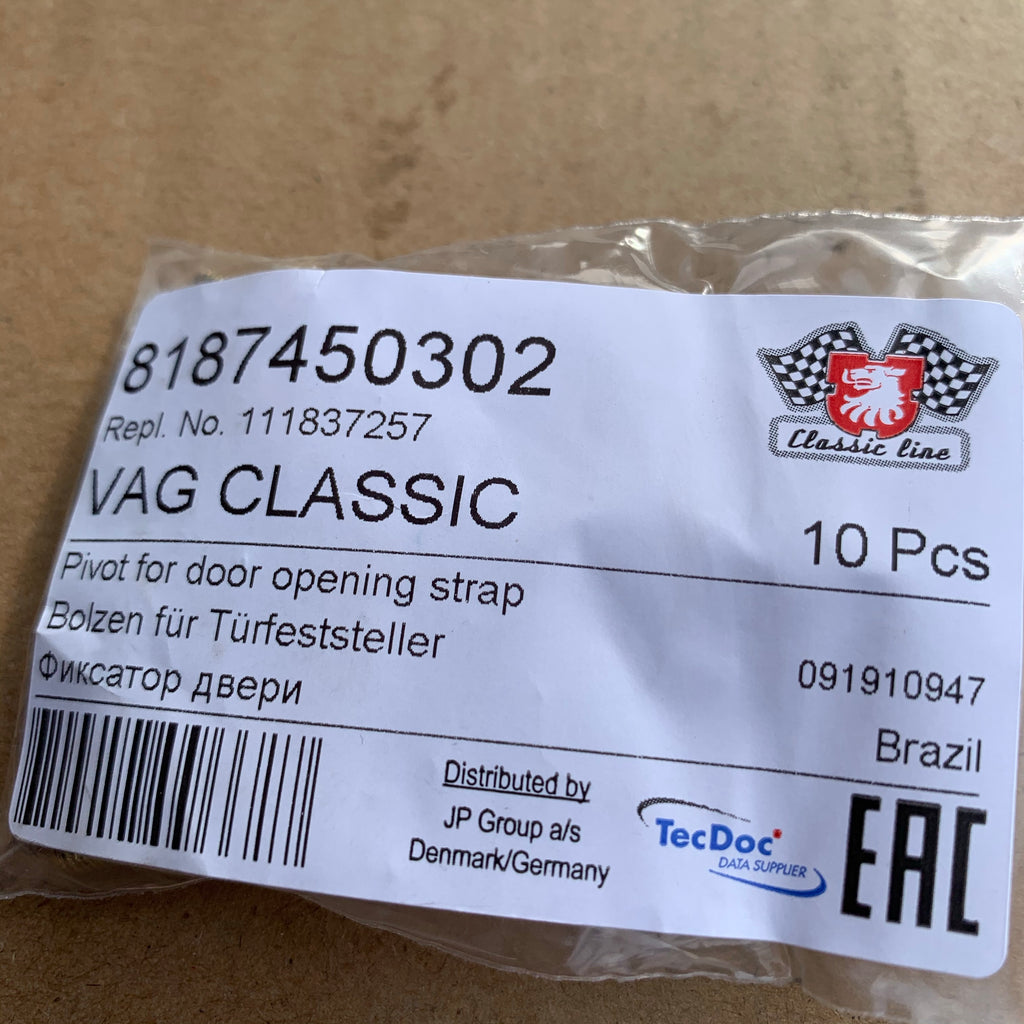 8187450302
Repl. No. 111837257
VAG CLASSIC
Classic line
10 Pcs
Pivot for door opening strap
Bolzen für Türfeststeller
Фиксатор двери
091910947
Brazil
Distributed by
JP Group a/s
Denmark/Germany
TecDoc
DATA SUPPLIER
EAC